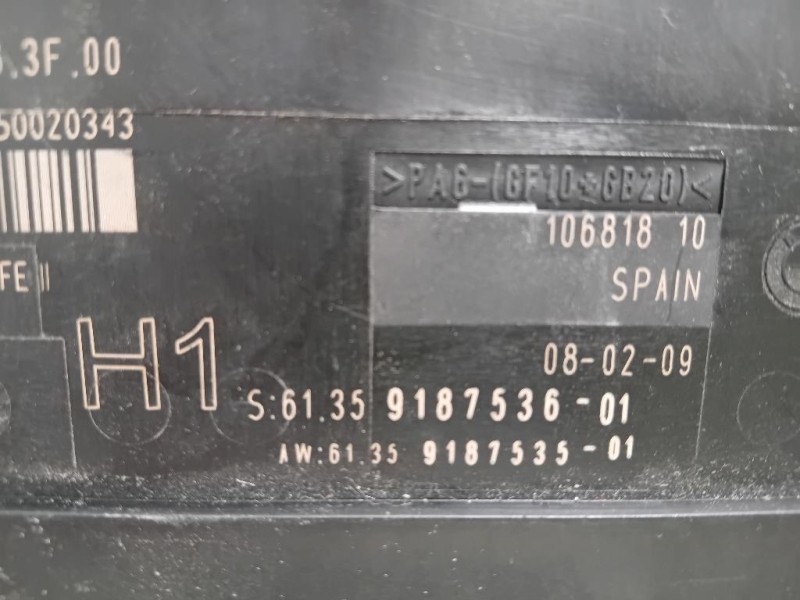 .3F.00
50020343
>PA6-(GF10+GB20)<
106818 10
SPAIN
FE II
H1
08-02-09
S:61.35 9187536-01
AW:61.35 9187535-01